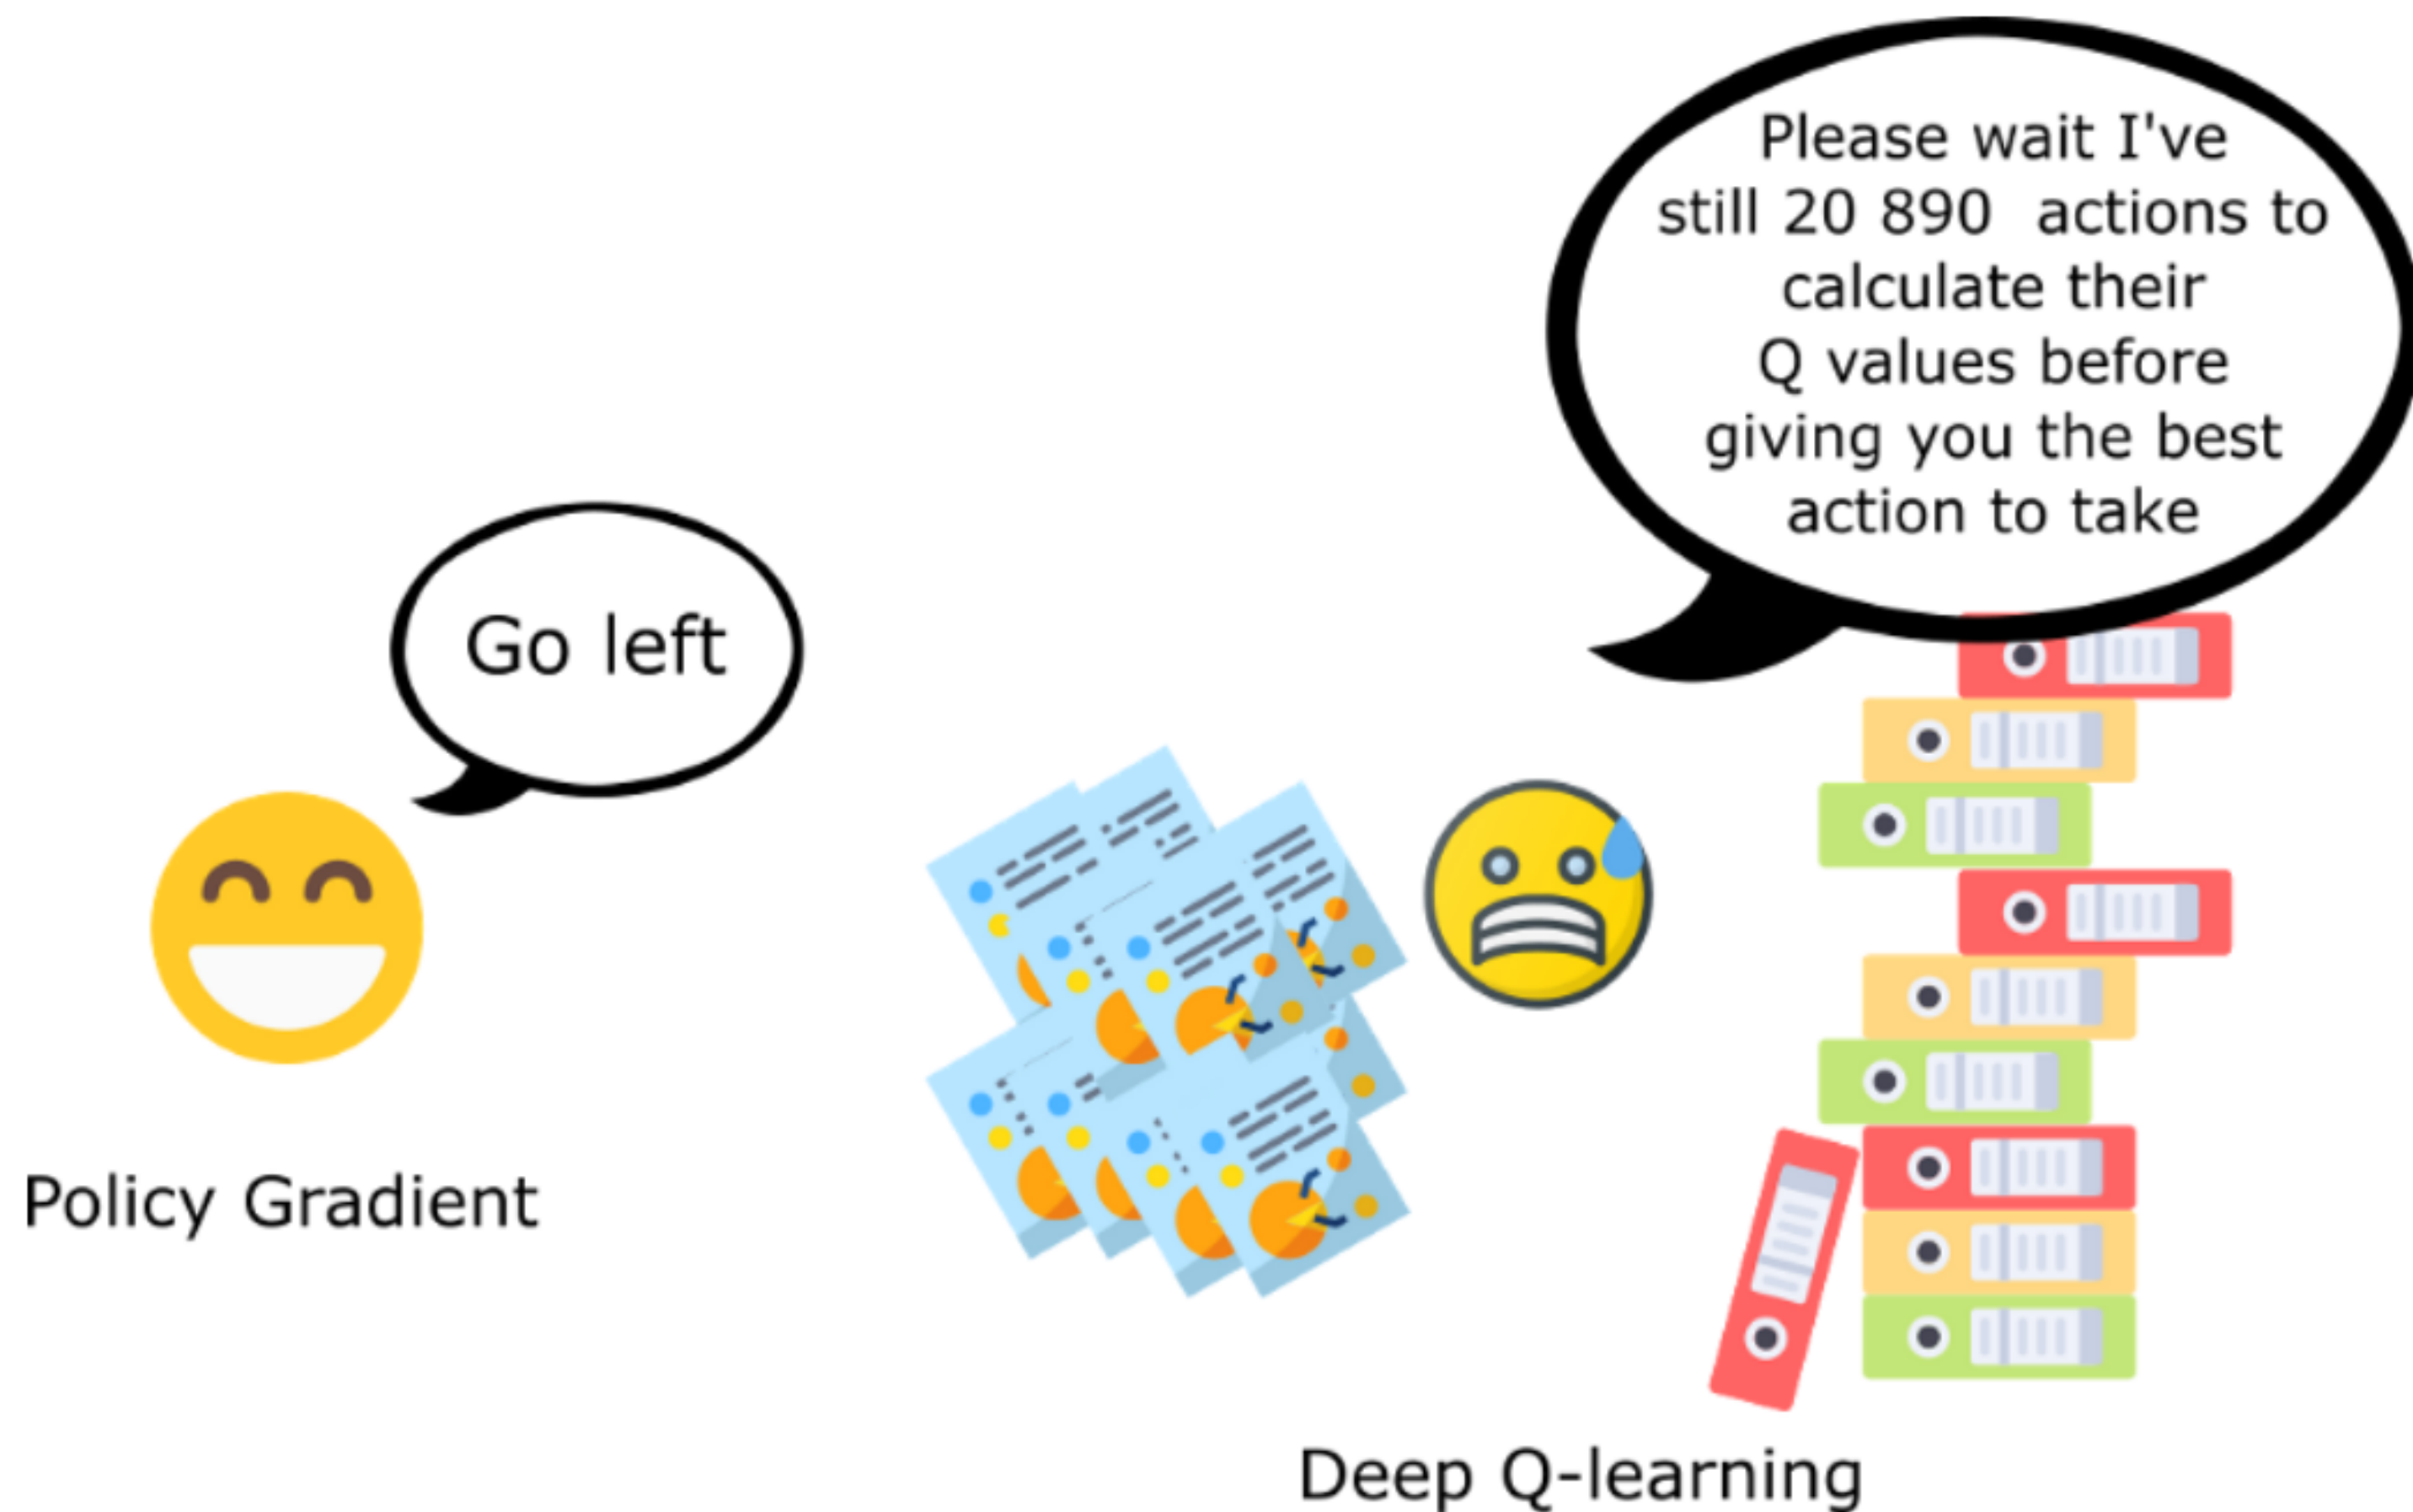 Please wait I've
still 20 890 actions to
calculate their
Q values before
giving you the best
action to take
Go left
Policy Gradient
Deep Q-learning